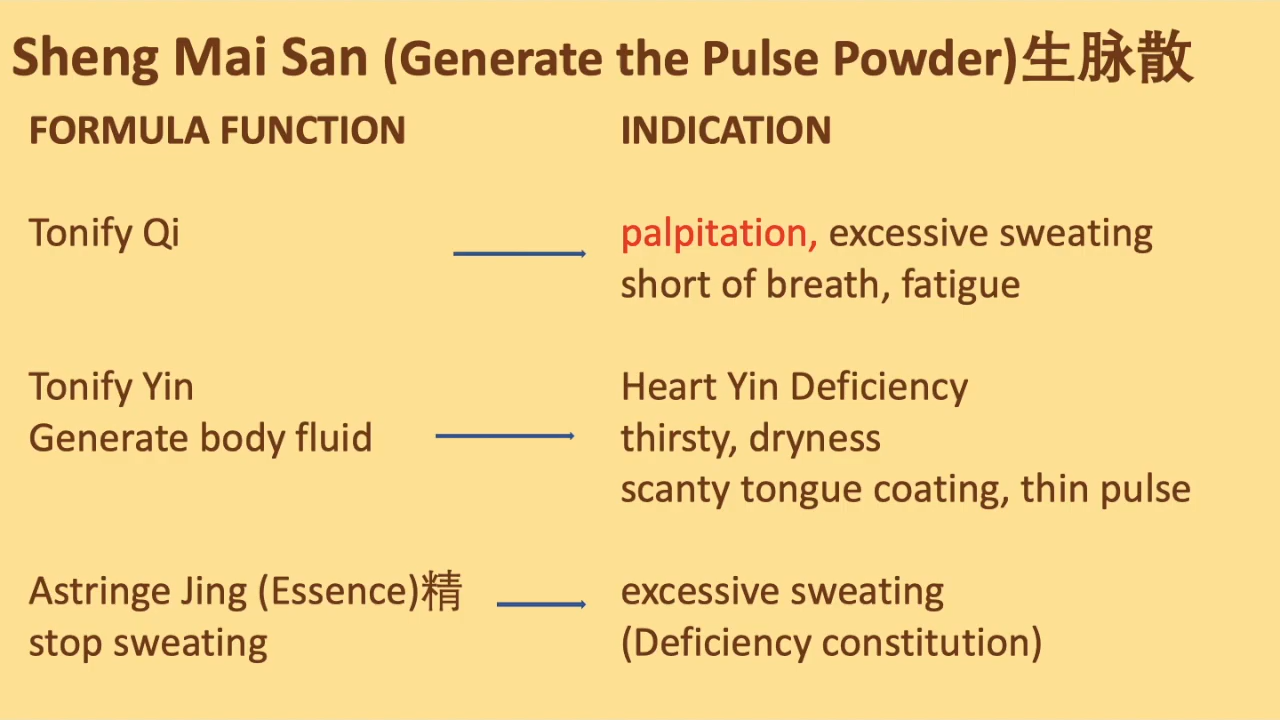 Sheng Mai San (Generate the Pulse Powder)生脉散
FORMULA FUNCTION
INDICATION
Tonify Qi
palpitation, excessive sweating
short of breath, fatigue
Tonify Yin
Generate body fluid
Heart Yin Deficiency
thirsty, dryness
scanty tongue coating, thin pulse
Astringe Jing (Essence)精
stop sweating
excessive sweating
(Deficiency constitution)